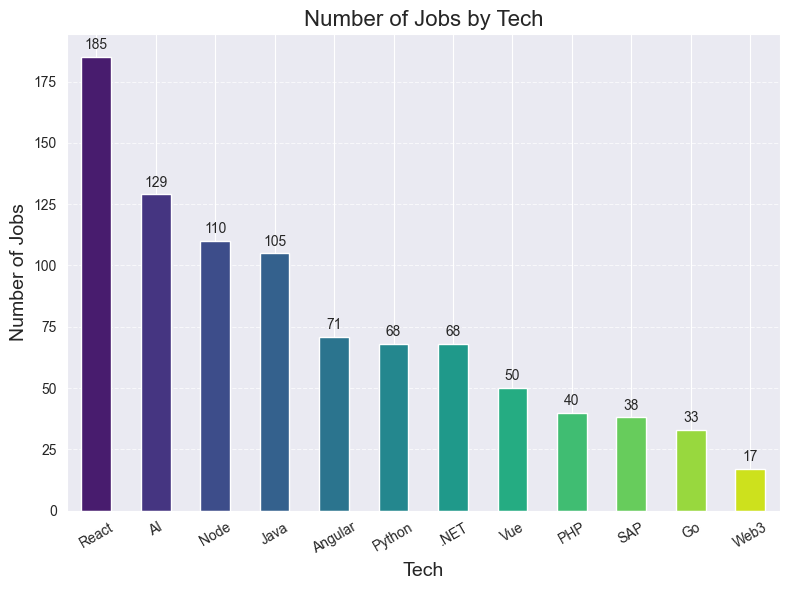 Number of Jobs by Tech
185
129
110
105
71
68
68
50
40
38
33
17
175
150
125
100
75
50
25
0
Number of Jobs
React
AI
Node
Java
Angular
Python
.NET
Vue
PHP
SAP
Go
Web3
Tech